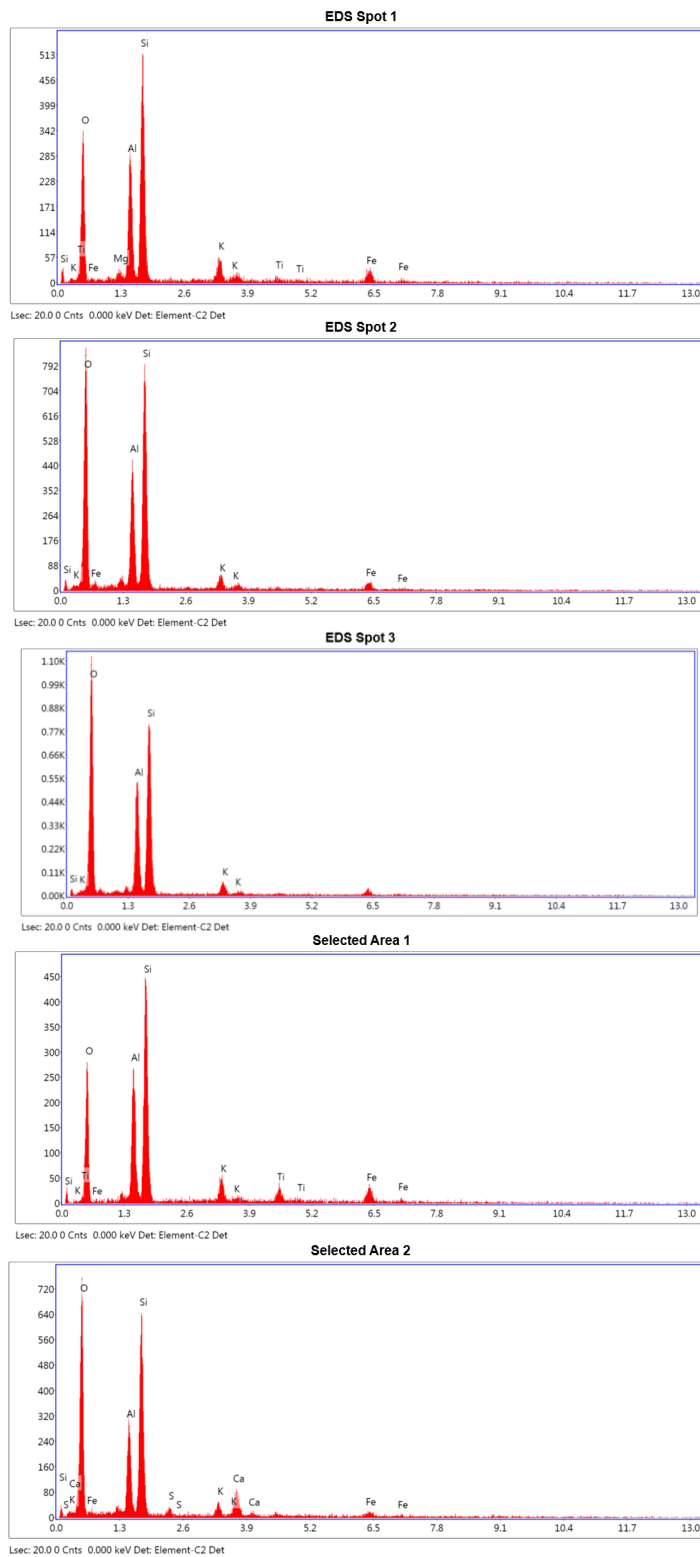 EDS Spot 1
513
Si
456
399
342
O
285
Al
228
171
114
Ti
K
57
Si
K
Fe
Mg
K
Ti
Ti
Fe
Fe
0
0.0 1.3 2.6 3.9 5.2 6.5 7.8 9.1 10.4 11.7 13.0
Lsec: 20.0 0 Cnts 0.000 keV Det: Element-C2 Det
EDS Spot 2
Si
792
O
704
616
528
Al
440
352
264
176
88
Si
K
Fe
K
K
Fe
Fe
0
0.0 1.3 2.6 3.9 5.2 6.5 7.8 9.1 10.4 11.7 13.0
Lsec: 20.0 0 Cnts 0.000 keV Det: Element-C2 Det
EDS Spot 3
1.10K
O
0.99K
0.88K
Si
0.77K
0.66K
Al
0.55K
0.44K
0.33K
0.22K
0.11K
Si
K
K
K
0.00K
0.0 1.3 2.6 3.9 5.2 6.5 7.8 9.1 10.4 11.7 13.0
Lsec: 20.0 0 Cnts 0.000 keV Det: Element-C2 Det
Selected Area 1
Si
450
400
350
300
O
Al
250
200
150
100
50
Si
K
Ti
Fe
K
K
Ti
Ti
Fe
Fe
0
0.0 1.3 2.6 3.9 5.2 6.5 7.8 9.1 10.4 11.7 13.0
Lsec: 20.0 0 Cnts 0.000 keV Det: Element-C2 Det
Selected Area 2
720
O
Si
640
560
480
400
320
Al
240
160
80
Si
S
Ca
K
Fe
S
S
K
K
Ca
Ca
Fe
Fe
0
0.0 1.3 2.6 3.9 5.2 6.5 7.8 9.1 10.4 11.7 13.0
Lsec: 20.0 0 Cnts 0.000 keV Det: Element-C2 Det